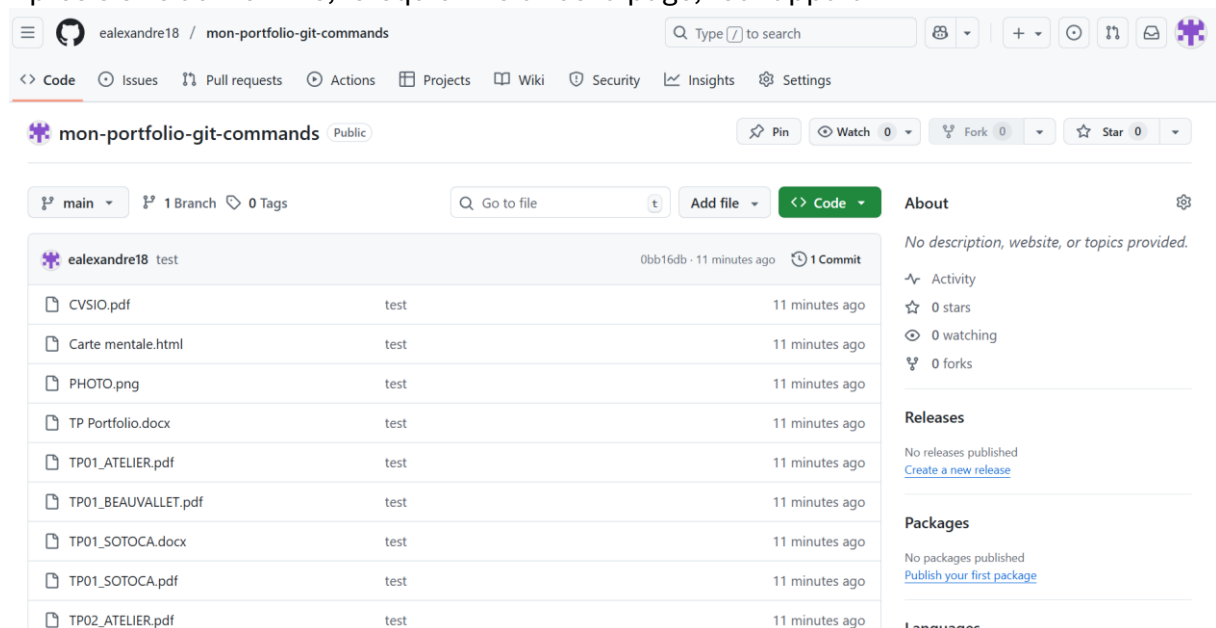 ealexandre18 / mon-portfolio-git-commands
Type / to search
Code Issues Pull requests Actions Projects Wiki Security Insights Settings
mon-portfolio-git-commands Public
Pin Watch 0 Fork 0 Star 0
main 1 Branch 0 Tags Go to file t Add file Code
About
No description, website, or topics provided.
ealexandre18 test 0bb16db · 11 minutes ago 1 Commit
Activity
CVSIO.pdf test 11 minutes ago
0 stars
0 watching
Carte mentale.html test 11 minutes ago
0 forks
PHOTO.png test 11 minutes ago
TP Portfolio.docx test 11 minutes ago
Releases
No releases published
TP01_ATELIER.pdf test 11 minutes ago
Create a new release
TP01_BEAUVALLET.pdf test 11 minutes ago
Packages
TP01_SOTOCA.docx test 11 minutes ago
No packages published
Publish your first package
TP01_SOTOCA.pdf test 11 minutes ago
TP02_ATELIER.pdf test 11 minutes ago
Languages